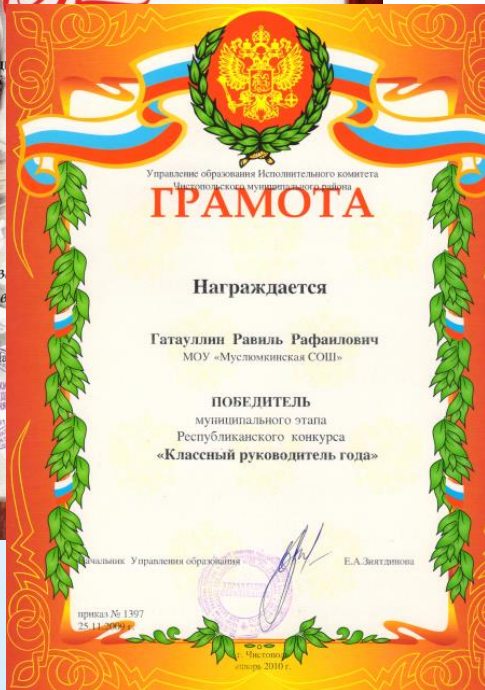 Управление образования Исполнительного комитета
Чистопольского муниципального района
ГРАМОТА
Награждается
Гатауллин Равиль Рафаилович
МОУ «Муслюмкинская СОШ»
ПОБЕДИТЕЛЬ
муниципального этапа
Республиканского конкурса
«Классный руководитель года»
Начальник Управления образования Е.А.Зиятдинова
приказ № 1397
25.11.2009 г.
г. Чистополь
январь 2010 г.